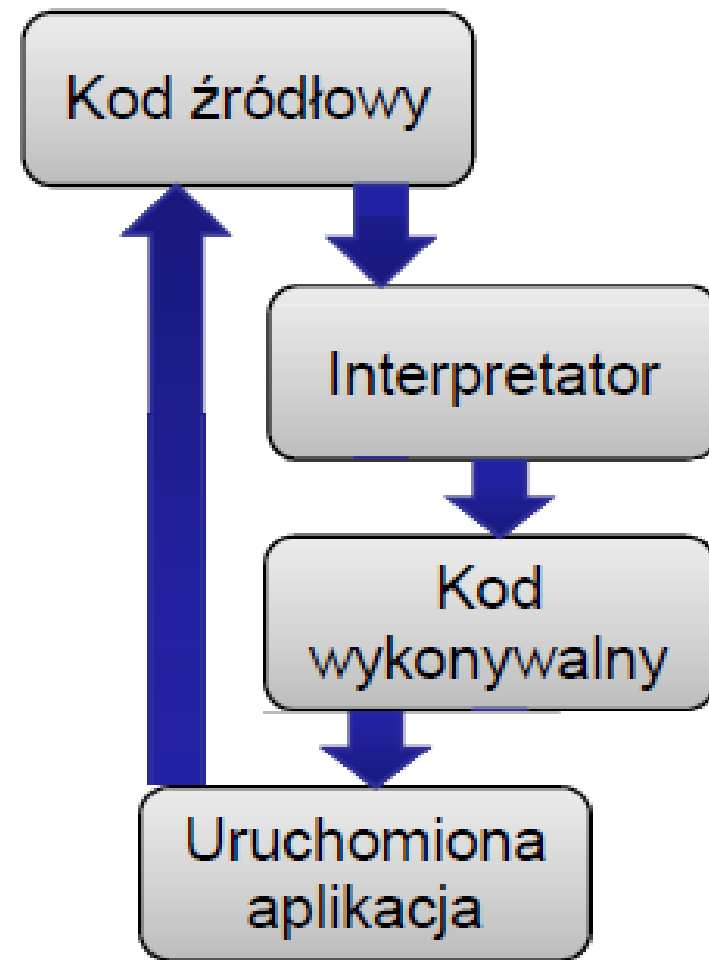 Kod źródłowy
Interpretator
Kod
wykonywalny
Uruchomiona
aplikacja